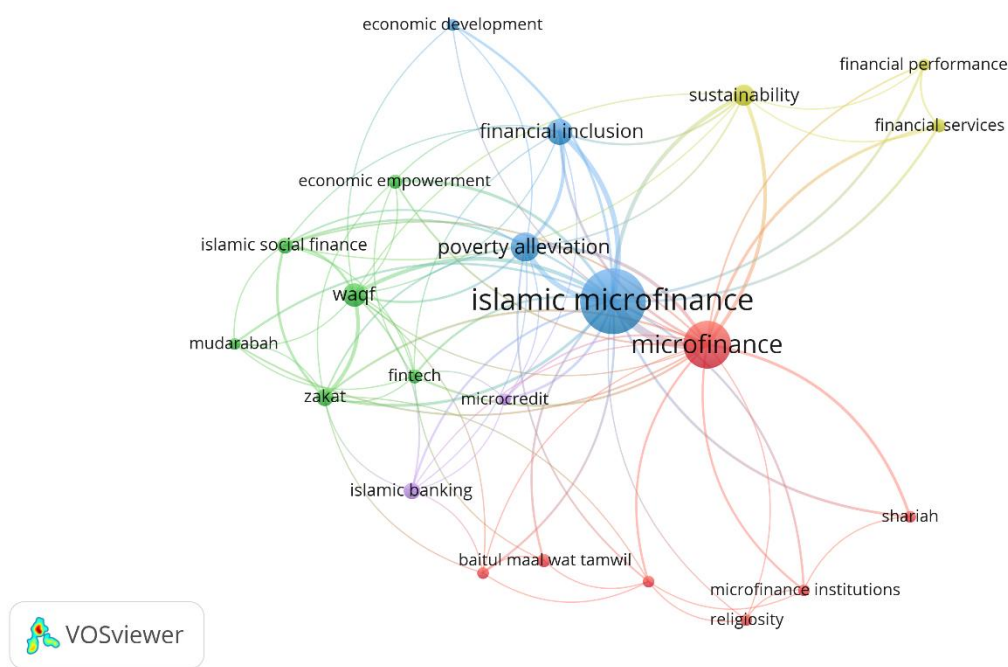 economic development
financial performance
sustainability
financial services
financial inclusion
economic empowerment
islamic social finance
poverty alleviation
waqf
islamic microfinance
mudarabah
microfinance
fintech
zakat
microcredit
islamic banking
shariah
baitul maal wat tamwil
microfinance institutions
religiosity
VOSviewer